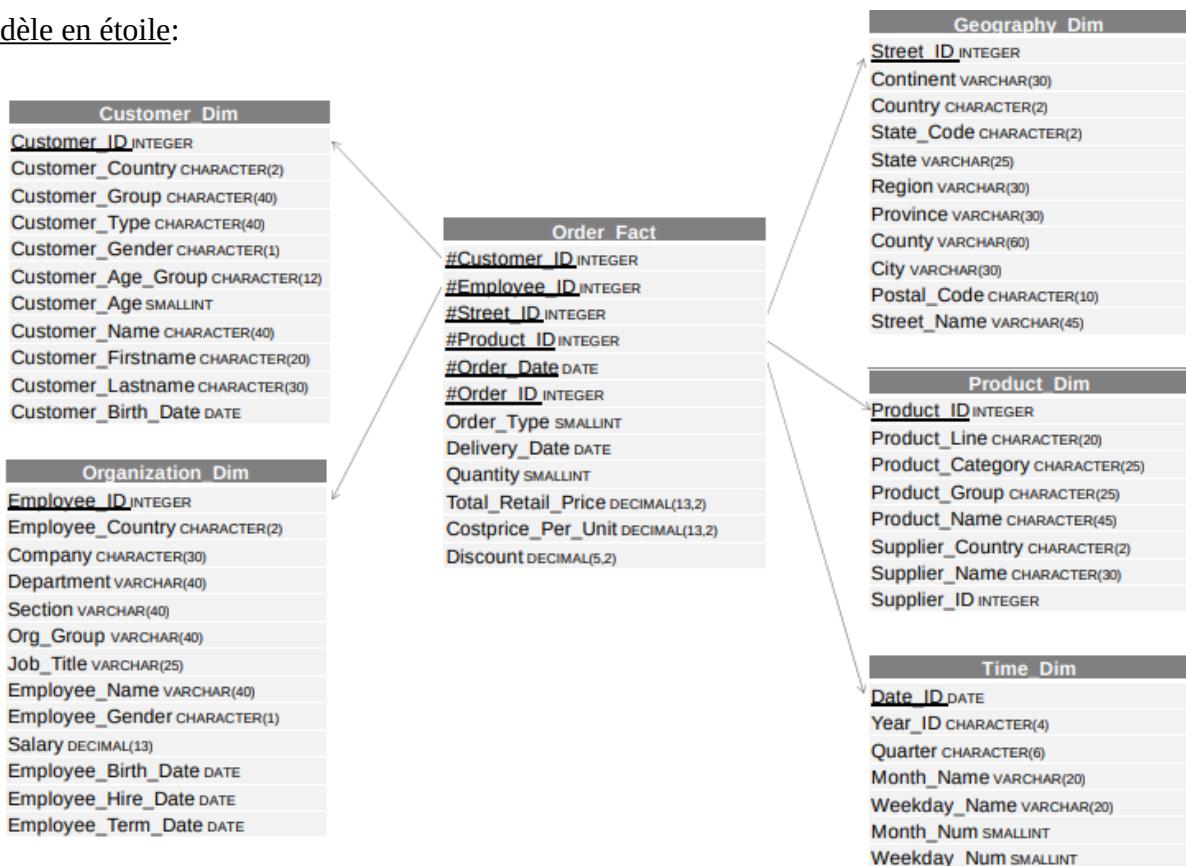 dèle en étoile:
Customer_Dim
Customer_ID INTEGER
Customer_Country CHARACTER(2)
Customer_Group CHARACTER(40)
Customer_Type CHARACTER(40)
Customer_Gender CHARACTER(1)
Customer_Age_Group CHARACTER(12)
Customer_Age SMALLINT
Customer_Name CHARACTER(40)
Customer_Firstname CHARACTER(20)
Customer_Lastname CHARACTER(30)
Customer_Birth_Date DATE
Organization_Dim
Employee_ID INTEGER
Employee_Country CHARACTER(2)
Company CHARACTER(30)
Department VARCHAR(40)
Section VARCHAR(40)
Org_Group VARCHAR(40)
Job_Title VARCHAR(25)
Employee_Name VARCHAR(40)
Employee_Gender CHARACTER(1)
Salary DECIMAL(13)
Employee_Birth_Date DATE
Employee_Hire_Date DATE
Employee_Term_Date DATE
Order_Fact
#Customer_ID INTEGER
#Employee_ID INTEGER
#Street_ID INTEGER
#Product_ID INTEGER
#Order_Date DATE
#Order_ID INTEGER
Order_Type SMALLINT
Delivery_Date DATE
Quantity SMALLINT
Total_Retail_Price DECIMAL(13,2)
Costprice_Per_Unit DECIMAL(13,2)
Discount DECIMAL(5,2)
Geography_Dim
Street_ID INTEGER
Continent VARCHAR(30)
Country CHARACTER(2)
State_Code CHARACTER(2)
State VARCHAR(25)
Region VARCHAR(30)
Province VARCHAR(30)
County VARCHAR(60)
City VARCHAR(30)
Postal_Code CHARACTER(10)
Street_Name VARCHAR(45)
Product_Dim
Product_ID INTEGER
Product_Line CHARACTER(20)
Product_Category CHARACTER(25)
Product_Group CHARACTER(25)
Product_Name CHARACTER(45)
Supplier_Country CHARACTER(2)
Supplier_Name CHARACTER(30)
Supplier_ID INTEGER
Time_Dim
Date_ID DATE
Year_ID CHARACTER(4)
Quarter CHARACTER(6)
Month_Name VARCHAR(20)
Weekday_Name VARCHAR(20)
Month_Num SMALLINT
Weekday_Num SMALLINT